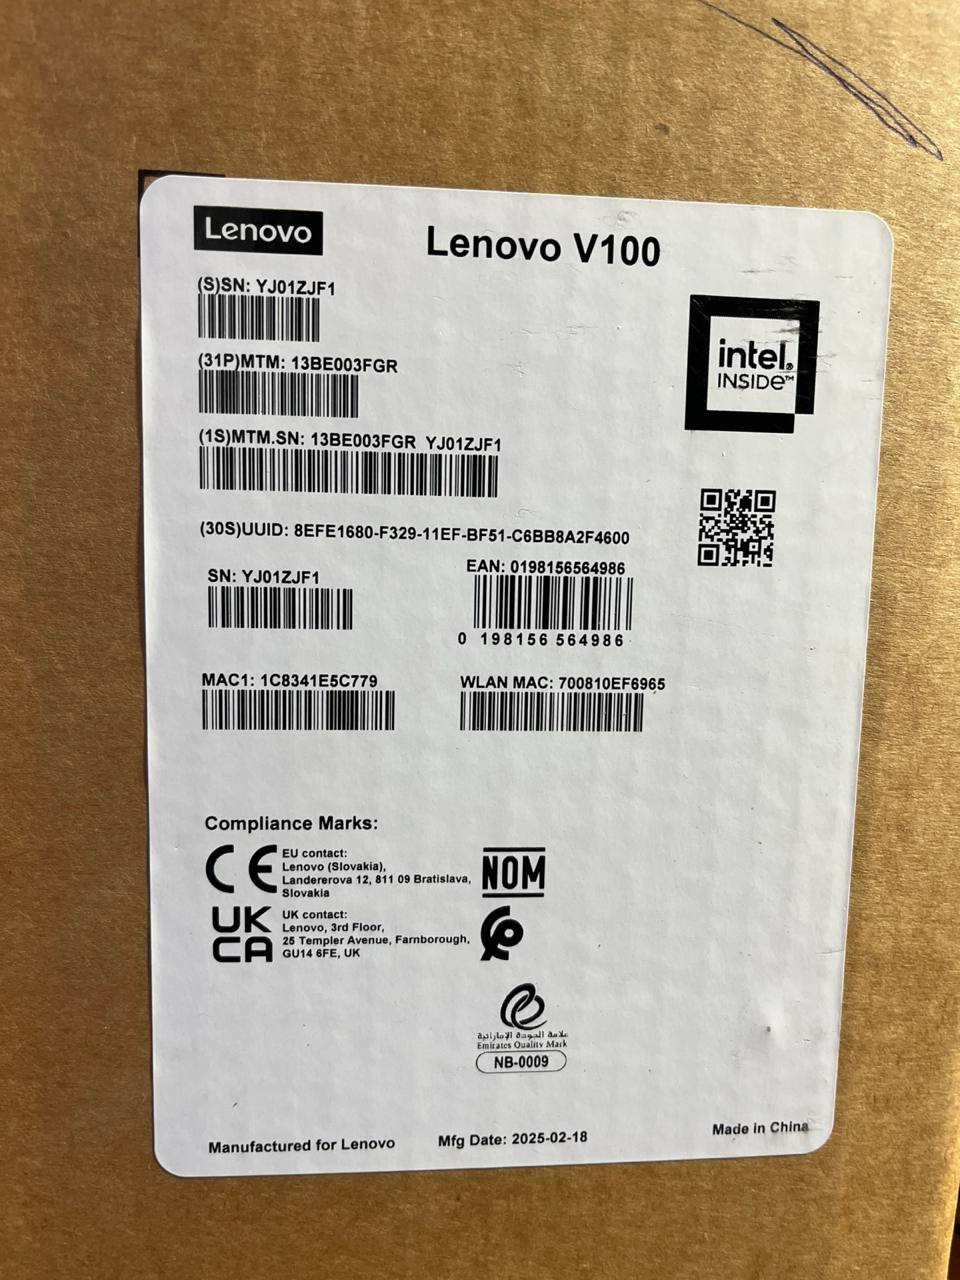 Lenovo
Lenovo V100
(S)SN: YJ01ZJF1
(31P)MTM: 13BE003FGR
(1S)MTM.SN: 13BE003FGR YJ01ZJF1
intel.
INSIDE™
(30S)UUID: 8EFE1680-F329-11EF-BF51-C6BB8A2F4600
SN: YJ01ZJF1
EAN: 0198156564986
0 198156 564986
MAC1: 1C8341E5C779
WLAN MAC: 700810EF6965
Compliance Marks:
CE
EU contact:
Lenovo (Slovakia),
Landererova 12, 811 09 Bratislava,
Slovakia
NOM
UK
CA
UK contact:
Lenovo, 3rd Floor,
25 Templer Avenue, Farnborough,
GU14 6FE, UK
علامة الجودة الإماراتية
Emirates Quality Mark
NB-0009
Manufactured for Lenovo
Mfg Date: 2025-02-18
Made in China